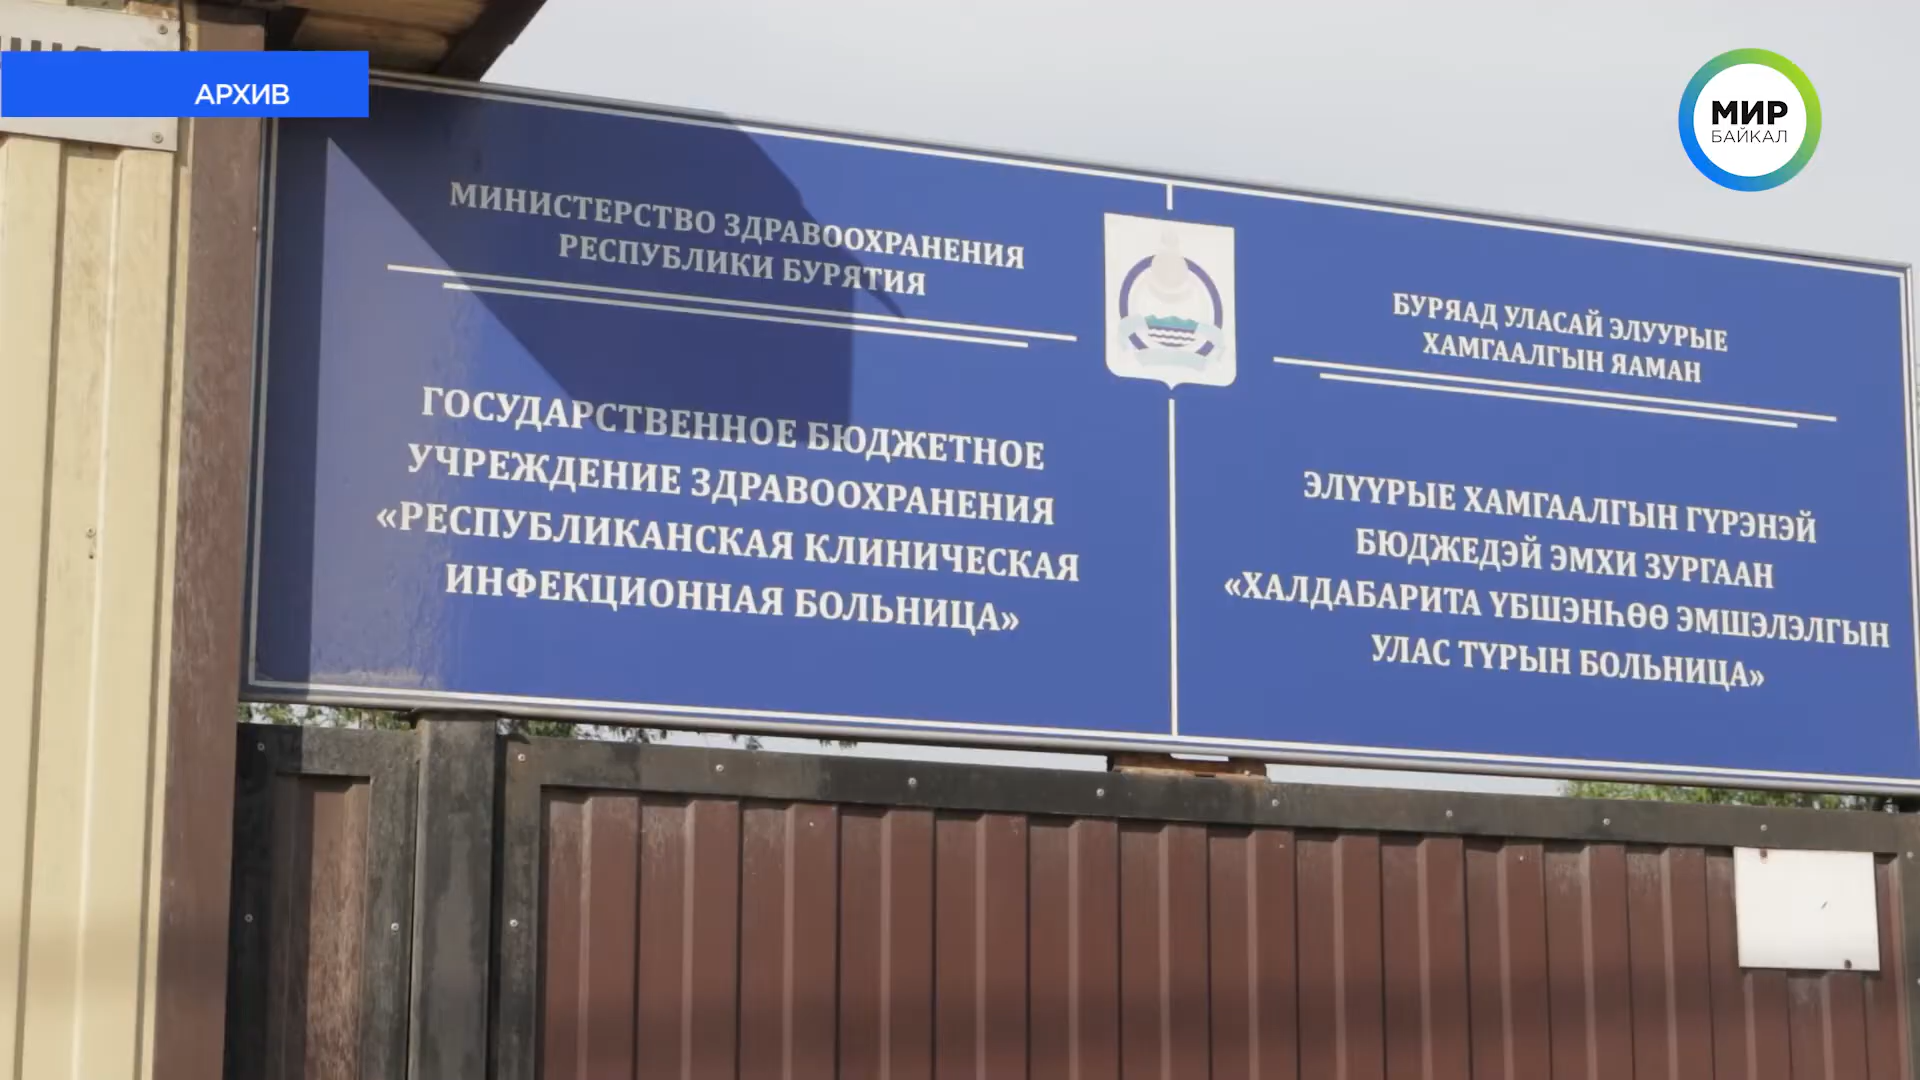 АРХИВ
МИР
БАЙКАЛ
МИНИСТЕРСТВО ЗДРАВООХРАНЕНИЯ
РЕСПУБЛИКИ БУРЯТИЯ
ГОСУДАРСТВЕННОЕ БЮДЖЕТНОЕ
УЧРЕЖДЕНИЕ ЗДРАВООХРАНЕНИЯ
«РЕСПУБЛИКАНСКАЯ КЛИНИЧЕСКАЯ
ИНФЕКЦИОННАЯ БОЛЬНИЦА»
БУРЯАД УЛАСАЙ ЭЛУУРЫЕ
ХАМГААЛГЫН ЯАМАН
ЭЛҮҮРЫЕ ХАМГААЛГЫН ГҮРЭНЭЙ
БЮДЖЕДЭЙ ЭМХИ ЗУРГААН
«ХАЛДАБАРИТА ҮБШЭНҺӨӨ ЭМШЭЛЭЛГЫН
УЛАС ТҮРЫН БОЛЬНИЦА»